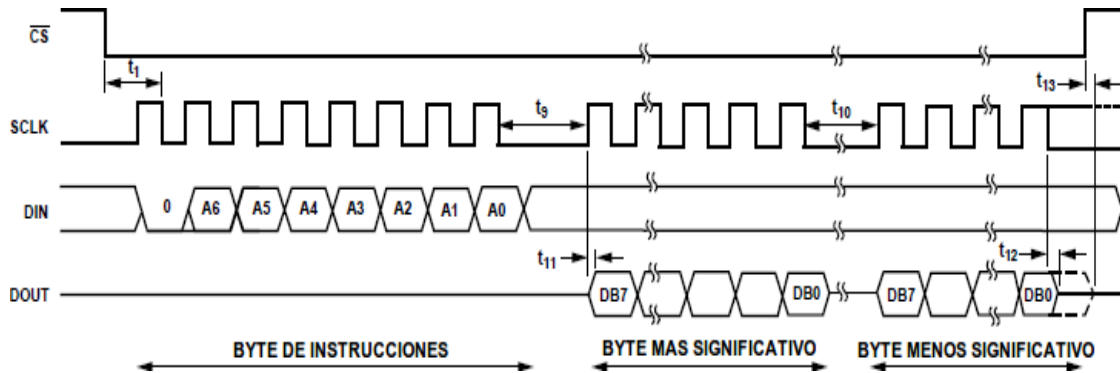 CS
t1
t13
SCLK
t9
t10
DIN
0 A6 A5 A4 A3 A2 A1 A0
t11
t12
DOUT
DB7 DB0 DB7 DB0
BYTE DE INSTRUCCIONES
BYTE MAS SIGNIFICATIVO
BYTE MENOS SIGNIFICATIVO